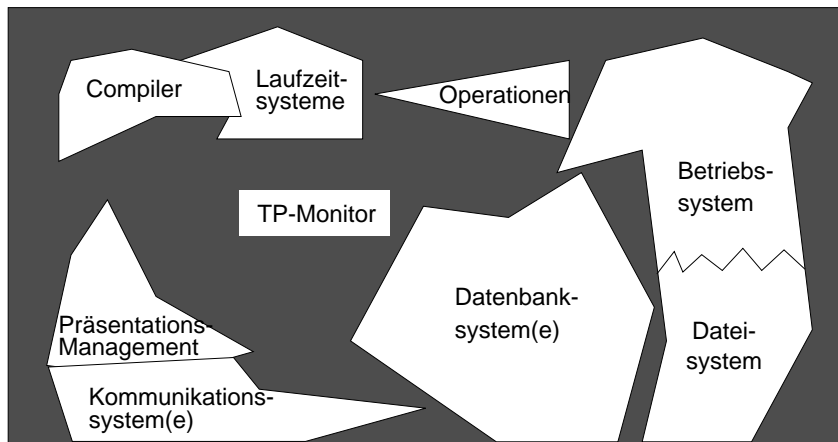 Compiler
Laufzeit-
systeme
Operationen
Betriebs-
system
TP-Monitor
Datenbank-
system(e)
Präsentations-
Management
Datei-
system
Kommunikations-
system(e)